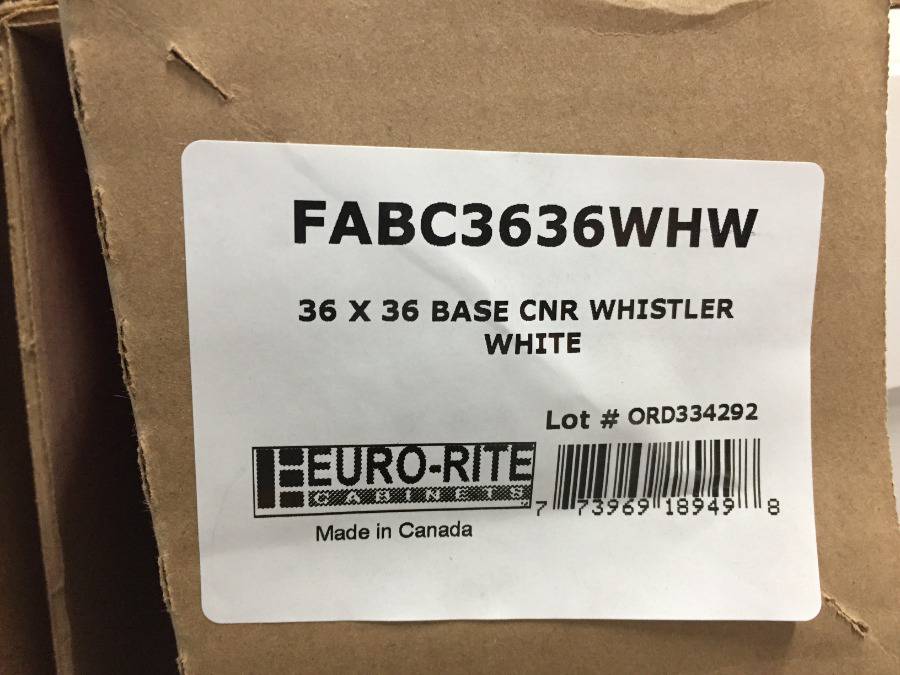 FABC3636WHW
36 X 36 BASE CNR WHISTLER
WHITE
Lot # ORD334292
EURO-RITE
CABINETS
7 73969 18949 8
Made in Canada